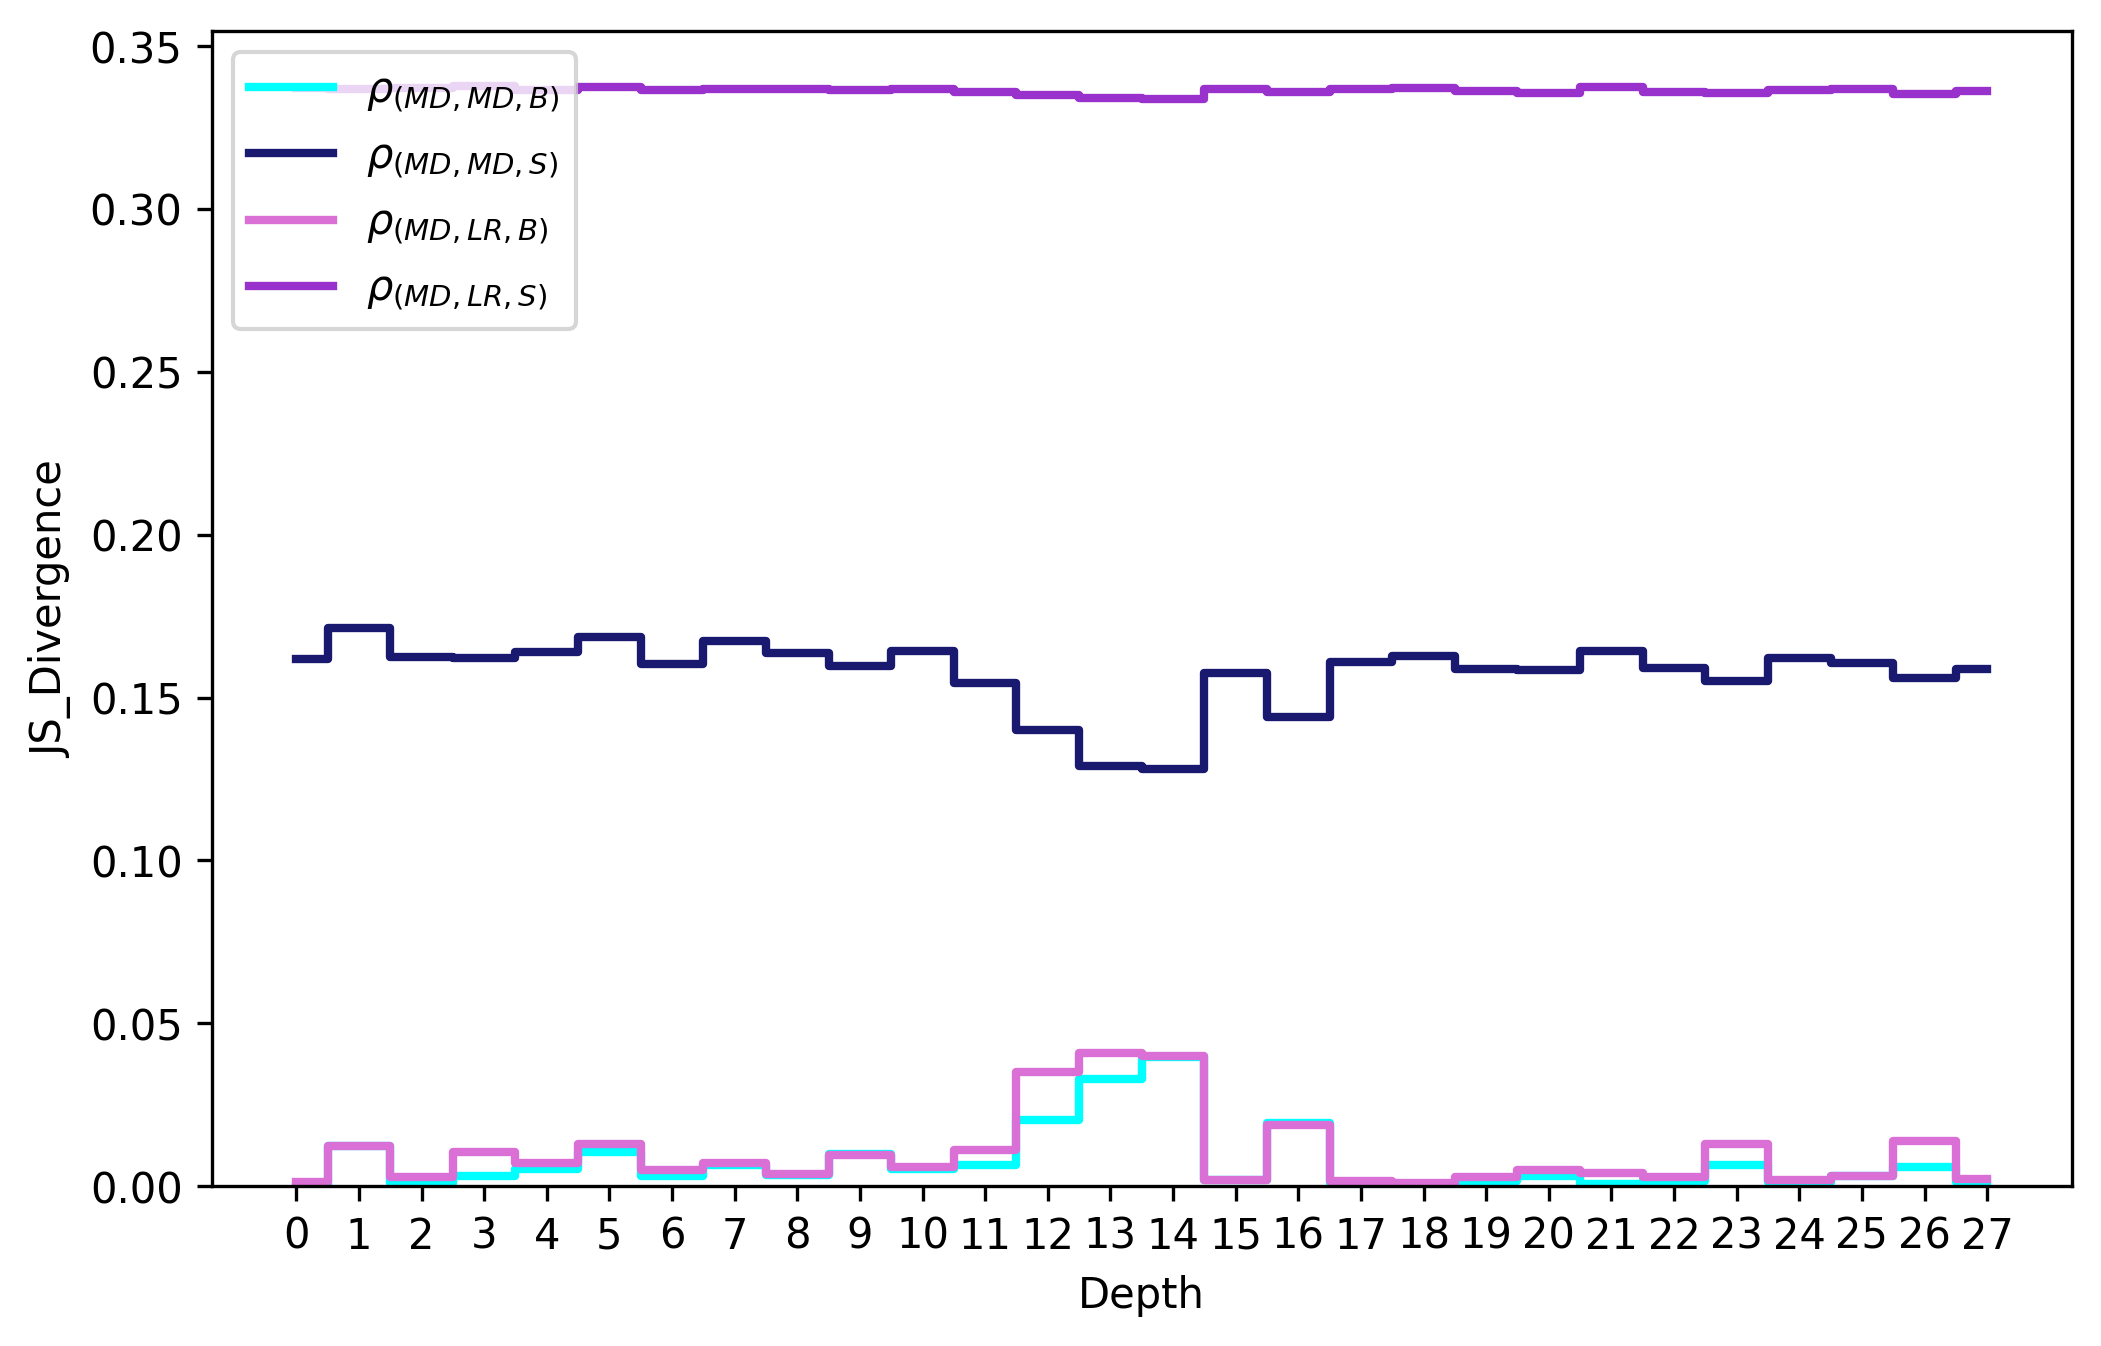 0.35
0.30
0.25
0.20
0.15
0.10
0.05
0.00
JS_Divergence
ρ(MD, MD, B)
ρ(MD, MD, S)
ρ(MD, LR, B)
ρ(MD, LR, S)
0 1 2 3 4 5 6 7 8 9 10 11 12 13 14 15 16 17 18 19 20 21 22 23 24 25 26 27
Depth